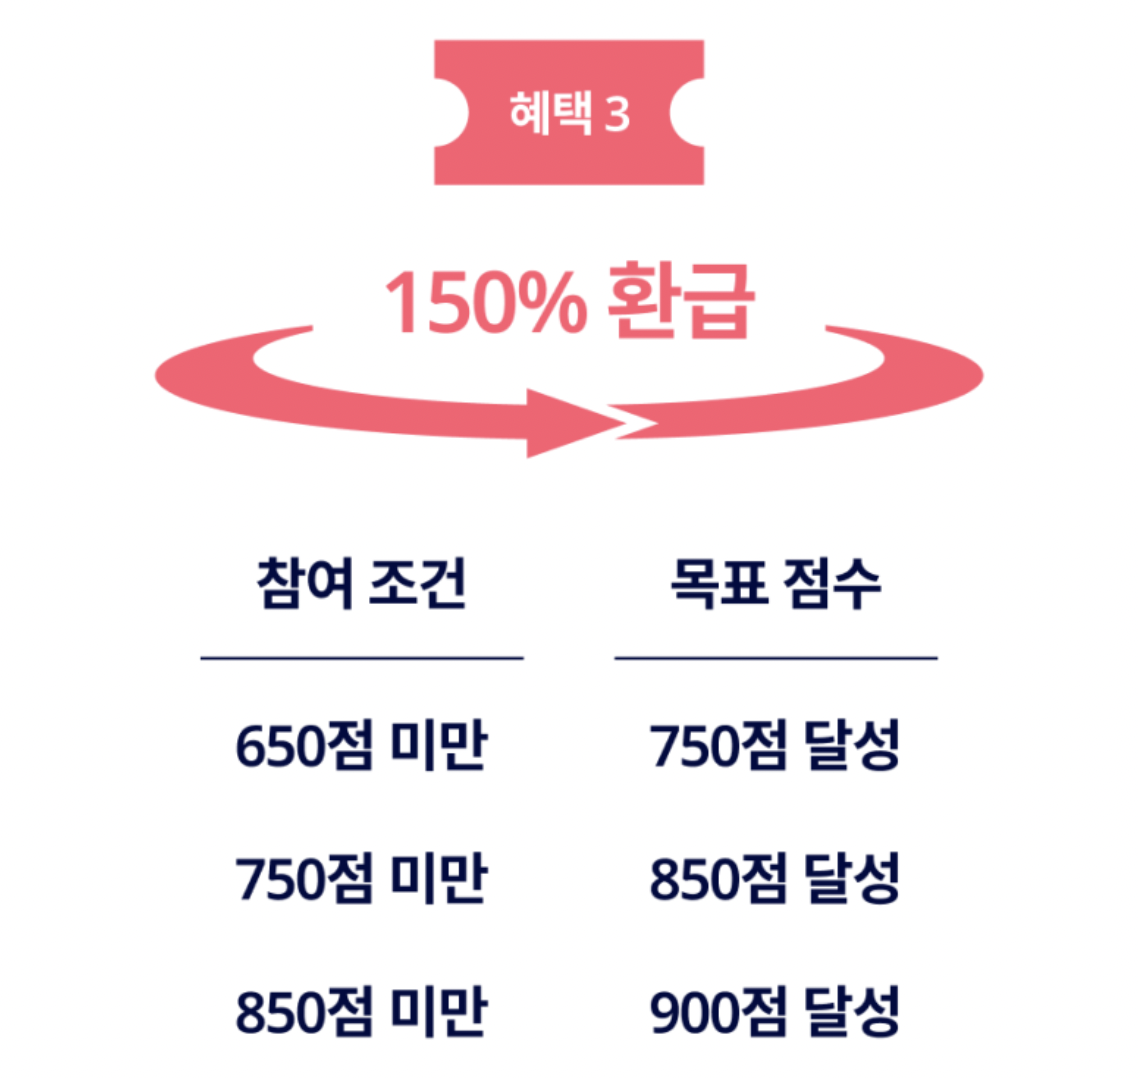 혜택 3
150% 환급
참여 조건 목표 점수
650점 미만 750점 달성
750점 미만 850점 달성
850점 미만 900점 달성